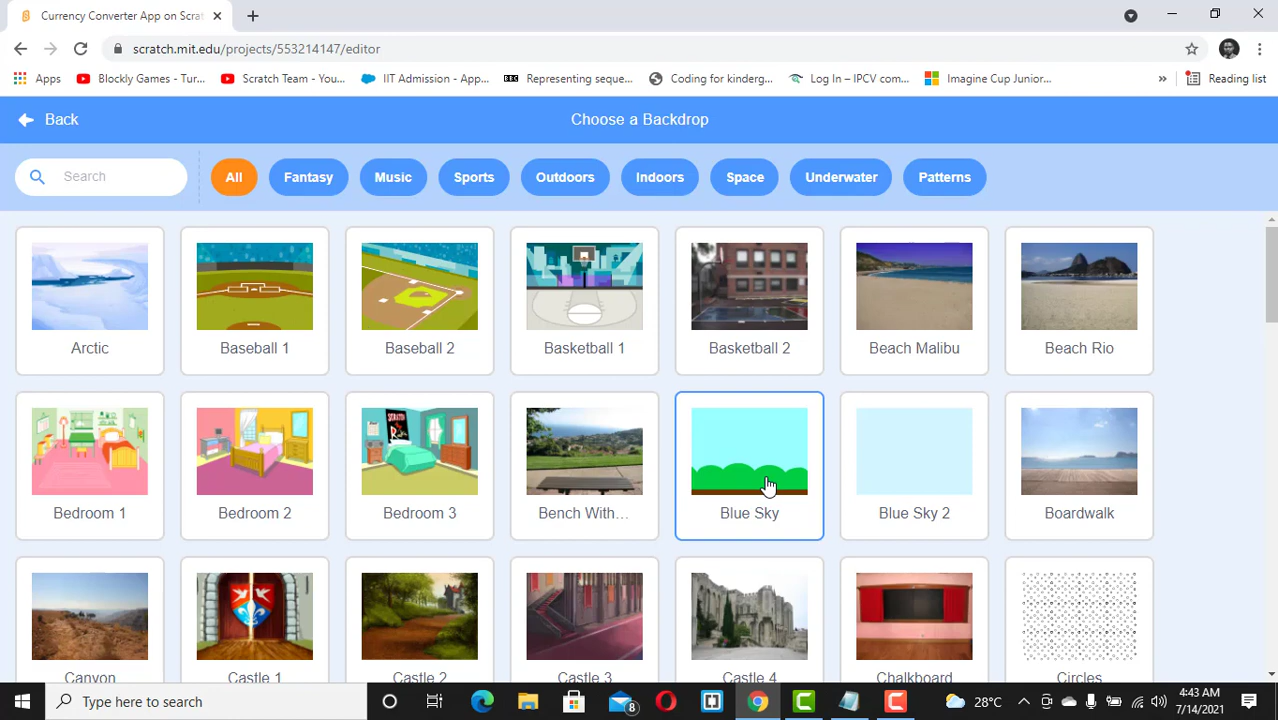 Currency Converter App on Scrat
scratch.mit.edu/projects/553214147/editor
Apps
Blockly Games - Tur...
Scratch Team - You...
IIT Admission - App...
Representing seque...
Coding for kinderg...
Log In – IPCV com...
Imagine Cup Junior...
»
Reading list
Back
Choose a Backdrop
Search
All
Fantasy
Music
Sports
Outdoors
Indoors
Space
Underwater
Patterns
Arctic
Baseball 1
Baseball 2
Basketball 1
Basketball 2
Beach Malibu
Beach Rio
Bedroom 1
Bedroom 2
Bedroom 3
Bench With...
Blue Sky
Blue Sky 2
Boardwalk
Canyon
Castle 1
Castle 2
Castle 3
Castle 4
Chalkboard
Circles
Type here to search
8
28°C
4:43 AM
7/14/2021